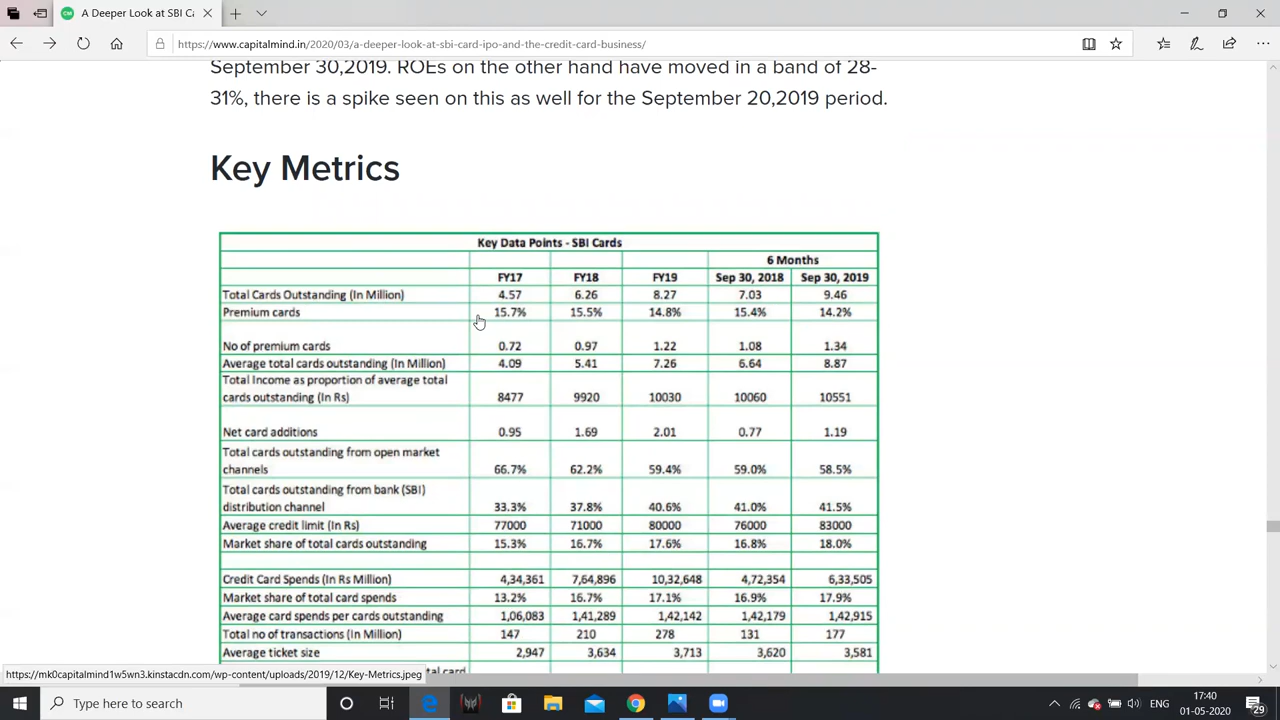 A Deeper Look at SBI Ca
https://www.capitalmind.in/2020/03/a-deeper-look-at-sbi-card-ipo-and-the-credit-card-business/
September 30,2019. ROEs on the other hand have moved in a band of 28-
31%, there is a spike seen on this as well for the September 20,2019 period.
Key Metrics
Key Data Points - SBI Cards
6 Months
FY17 FY18 FY19 Sep 30, 2018 Sep 30, 2019
Total Cards Outstanding (In Million) 4.57 6.26 8.27 7.03 9.46
Premium cards 15.7% 15.5% 14.8% 15.4% 14.2%
No of premium cards 0.72 0.97 1.22 1.08 1.34
Average total cards outstanding (In Million) 4.09 5.41 7.26 6.64 8.87
Total Income as proportion of average total
cards outstanding (In Rs) 8477 9920 10030 10060 10551
Net card additions 0.95 1.69 2.01 0.77 1.19
Total cards outstanding from open market
channels 66.7% 62.2% 59.4% 59.0% 58.5%
Total cards outstanding from bank (SBI)
distribution channel 33.3% 37.8% 40.6% 41.0% 41.5%
Average credit limit (In Rs) 77000 71000 80000 76000 83000
Market share of total cards outstanding 15.3% 16.7% 17.6% 16.8% 18.0%
Credit Card Spends (In Rs Million) 4,34,361 7,64,896 10,32,648 4,72,354 6,33,505
Market share of total card spends 13.2% 16.7% 17.1% 16.9% 17.9%
Average card spends per cards outstanding 1,06,083 1,41,289 1,42,142 1,42,179 1,42,915
Total no of transactions (In Million) 147 210 278 131 177
Average ticket size 2,947 3,634 3,713 3,620 3,581
https://mk0capitalmind1w5wn3.kinstacdn.com/wp-content/uploads/2019/12/Key-Metrics.jpeg
Type here to search
ENG
17:40
01-05-2020
29